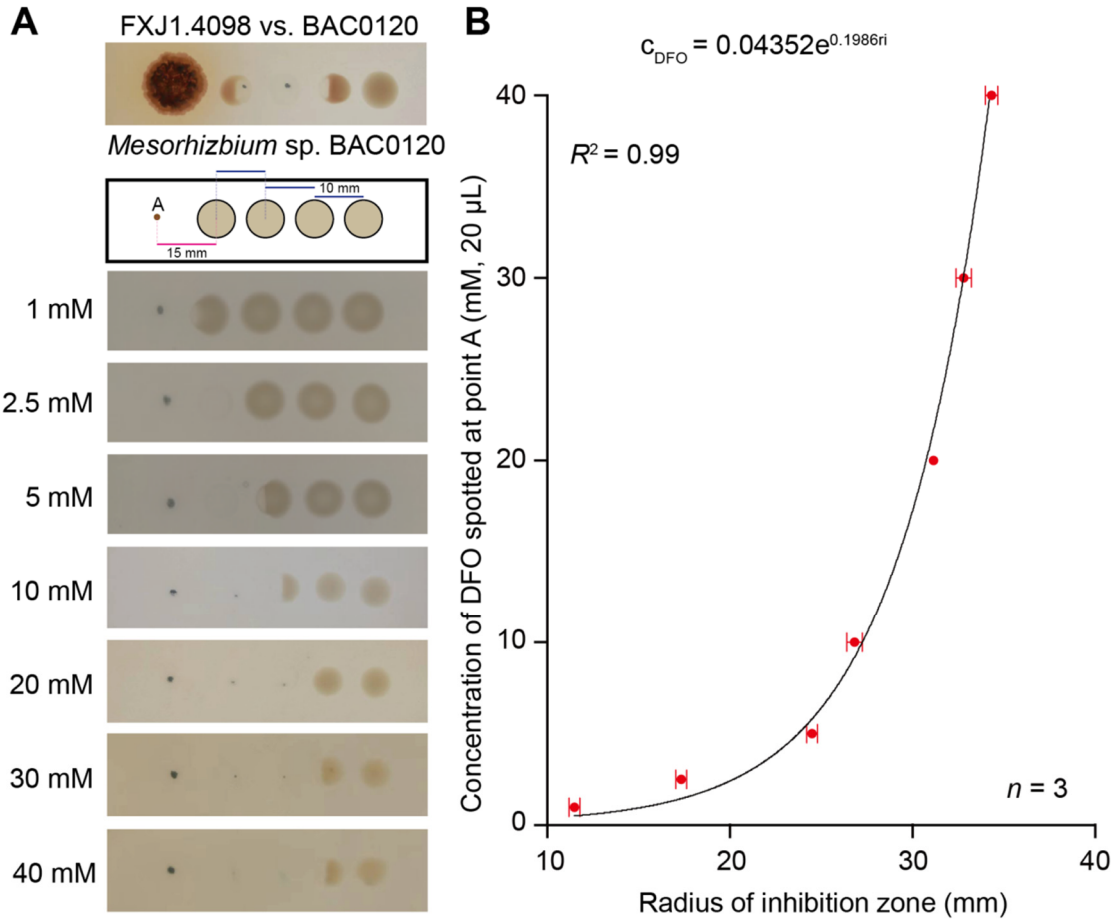 A
FXJ1.4098 vs. BAC0120
Mesorhizbium sp. BAC0120
A
10 mm
15 mm
1 mM
2.5 mM
5 mM
10 mM
20 mM
30 mM
40 mM
B
cDFO = 0.04352e0.1986ri
R2 = 0.99
n = 3
Concentration of DFO spotted at point A (mM, 20 μL)
40
30
20
10
0
10
20
30
40
Radius of inhibition zone (mm)